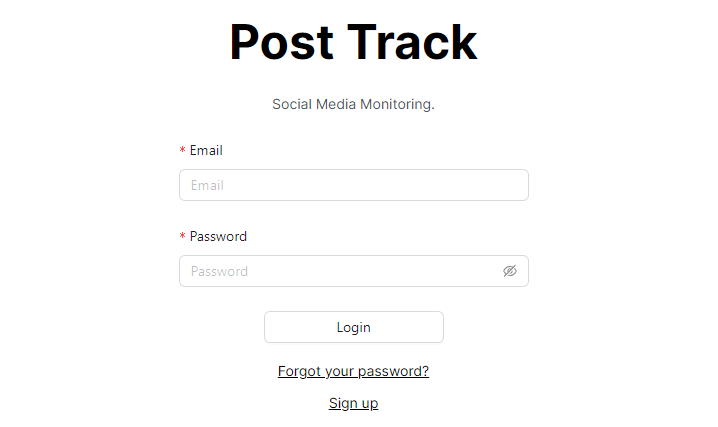 Post Track
Social Media Monitoring.
* Email
Email
* Password
Password
Login
Forgot your password?
Sign up